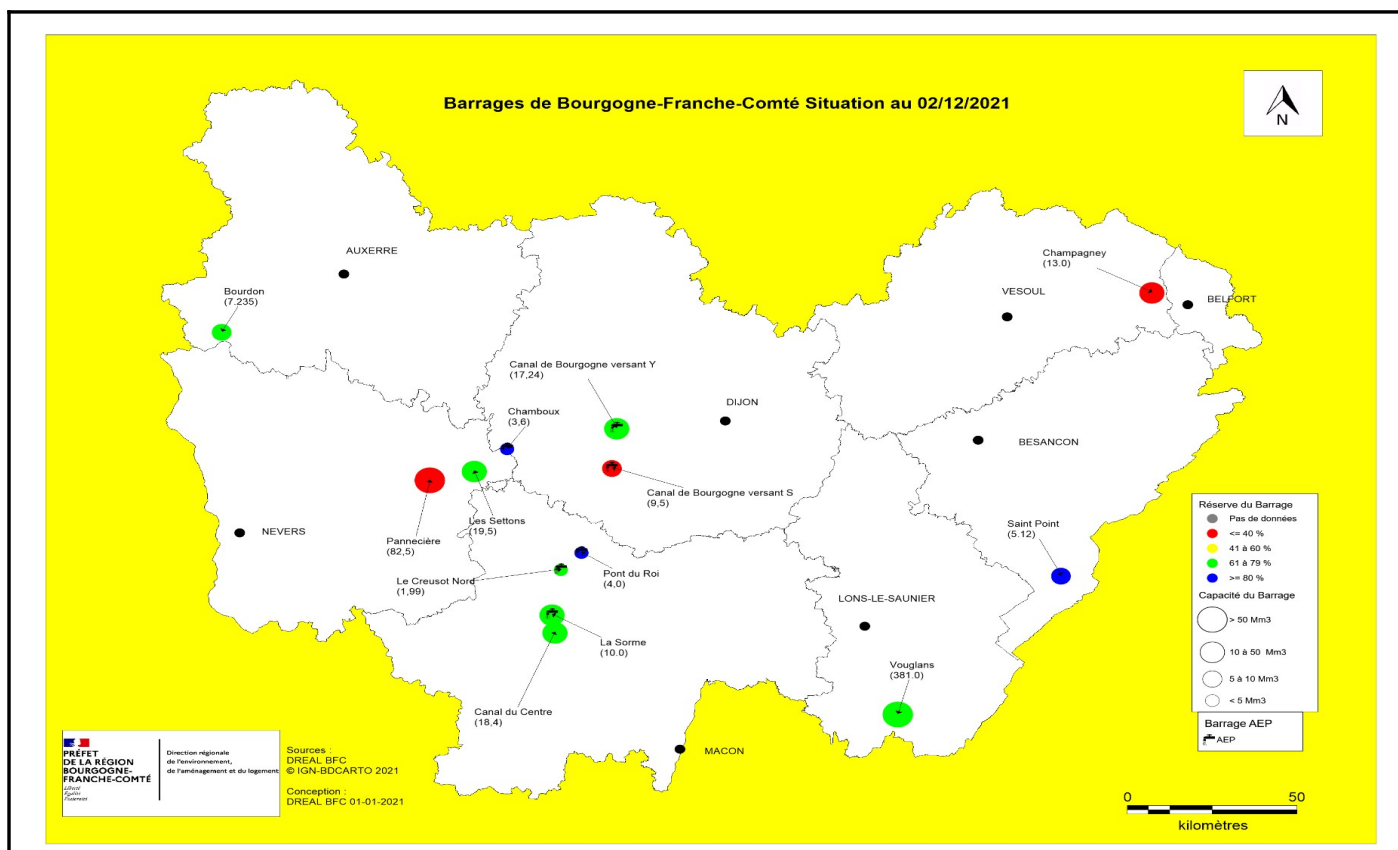 Barrages de Bourgogne-Franche-Comté Situation au 02/12/2021
N
AUXERRE
Bourdon
(7.235)
Champagney
(13.0)
VESOUL
BELFORT
Canal de Bourgogne versant Y
(17,24)
Chamboux
(3,6)
DIJON
BESANCON
Canal de Bourgogne versant S
(9,5)
Les Settons
(19,5)
Pannecière
(82,5)
NEVERS
Le Creusot Nord
(1,99)
Pont du Roi
(4,0)
Saint Point
(5.12)
LONS-LE-SAUNIER
La Sorme
(10.0)
Vouglans
(381.0)
Canal du Centre
(18,4)
MACON
Réserve du Barrage
Pas de données
<= 40 %
41 à 60 %
61 à 79 %
>= 80 %
Capacité du Barrage
> 50 Mm3
10 à 50 Mm3
5 à 10 Mm3
< 5 Mm3
Barrage AEP
AEP
PRÉFET
DE LA RÉGION
BOURGOGNE-
FRANCHE-COMTÉ
Liberté
Égalité
Fraternité
Direction régionale
de l'environnement,
de l'aménagement et du logement
Sources :
DREAL BFC
© IGN-BDCARTO 2021
Conception :
DREAL BFC 01-01-2021
0 50
kilomètres